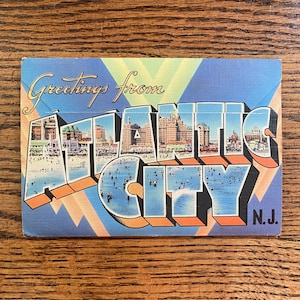 Greetings from
ATLANTIC
CITY
N.J.